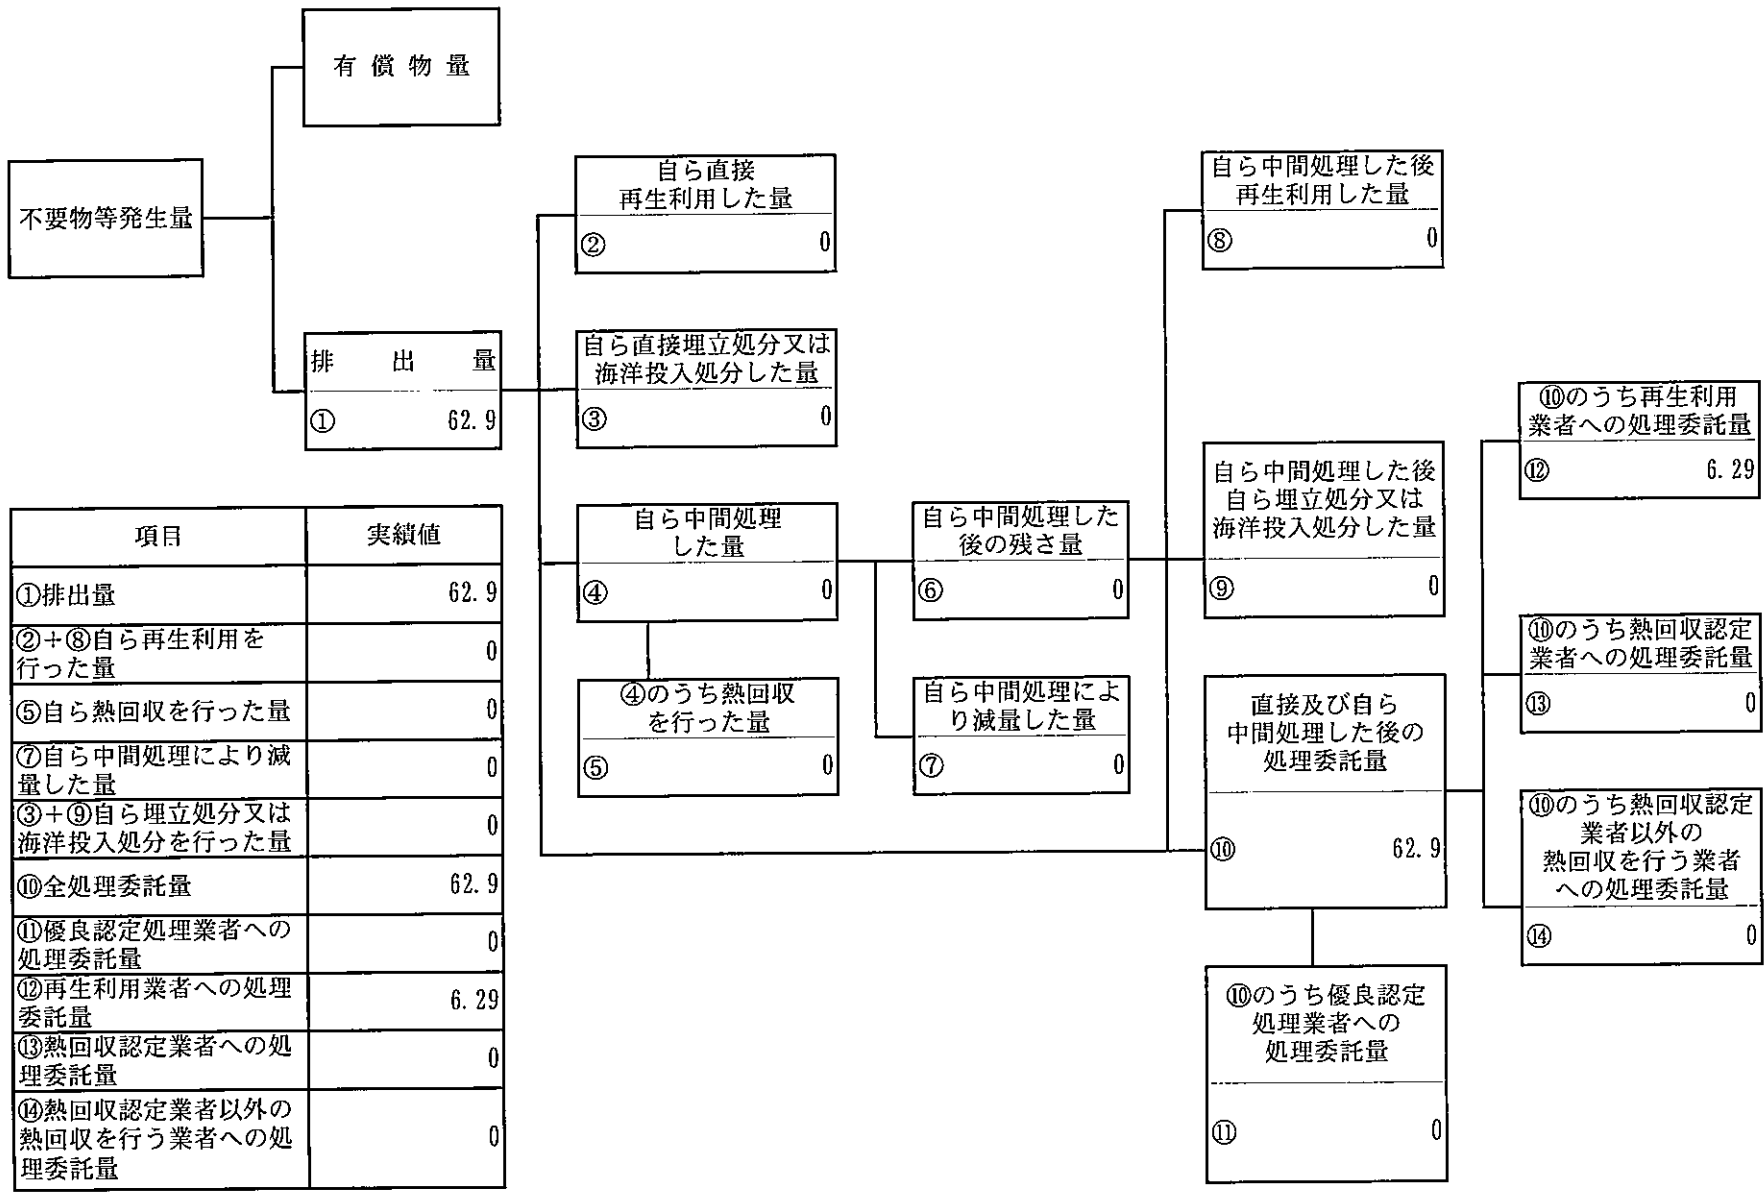 有償物量
不要物等発生量
排出量
① 62.9
自ら直接
再生利用した量
② 0
自ら直接埋立処分又は
海洋投入処分した量
③ 0
自ら中間処理
した量
④ 0
④のうち熱回収
を行った量
⑤ 0
自ら中間処理した
後の残さ量
⑥ 0
自ら中間処理によ
り減量した量
⑦ 0
自ら中間処理した後
再生利用した量
⑧ 0
自ら中間処理した後
自ら埋立処分又は
海洋投入処分した量
⑨ 0
直接及び自ら
中間処理した後の
処理委託量
⑩ 62.9
⑩のうち優良認定
処理業者への
処理委託量
⑪ 0
⑩のうち再生利用
業者への処理委託量
⑫ 6.29
⑩のうち熱回収認定
業者への処理委託量
⑬ 0
⑩のうち熱回収認定
業者以外の
熱回収を行う業者
への処理委託量
⑭ 0
項目 実績値
①排出量 62.9
②+⑧自ら再生利用を
行った量 0
⑤自ら熱回収を行った量 0
⑦自ら中間処理により減
量した量 0
③+⑨自ら埋立処分又は
海洋投入処分を行った量 0
⑩全処理委託量 62.9
⑪優良認定処理業者への
処理委託量 0
⑫再生利用業者への処理
委託量 6.29
⑬熱回収認定業者への処
理委託量 0
⑭熱回収認定業者以外の
熱回収を行う業者への処
理委託量 0